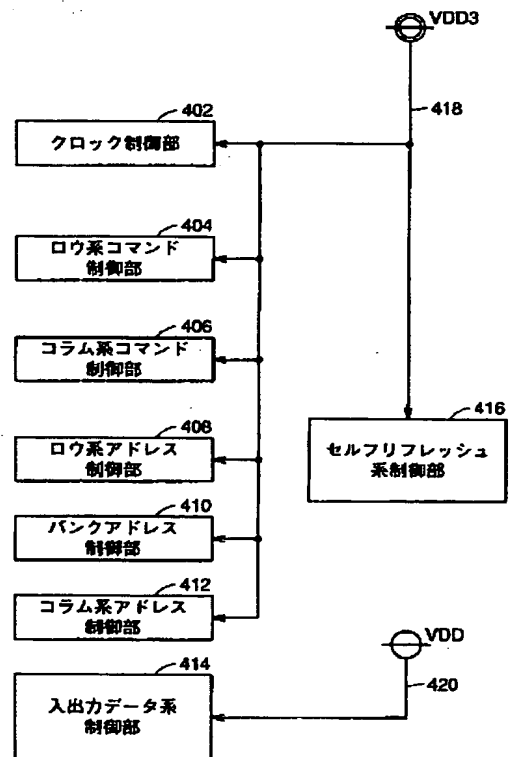 VDD3
418
402
クロック制御部
404
ロウ系コマンド
制御部
406
コラム系コマンド
制御部
408
ロウ系アドレス
制御部
410
バンクアドレス
制御部
412
コラム系アドレス
制御部
414
入出力データ系
制御部
416
セルフリフレッシュ
系制御部
VDD
420